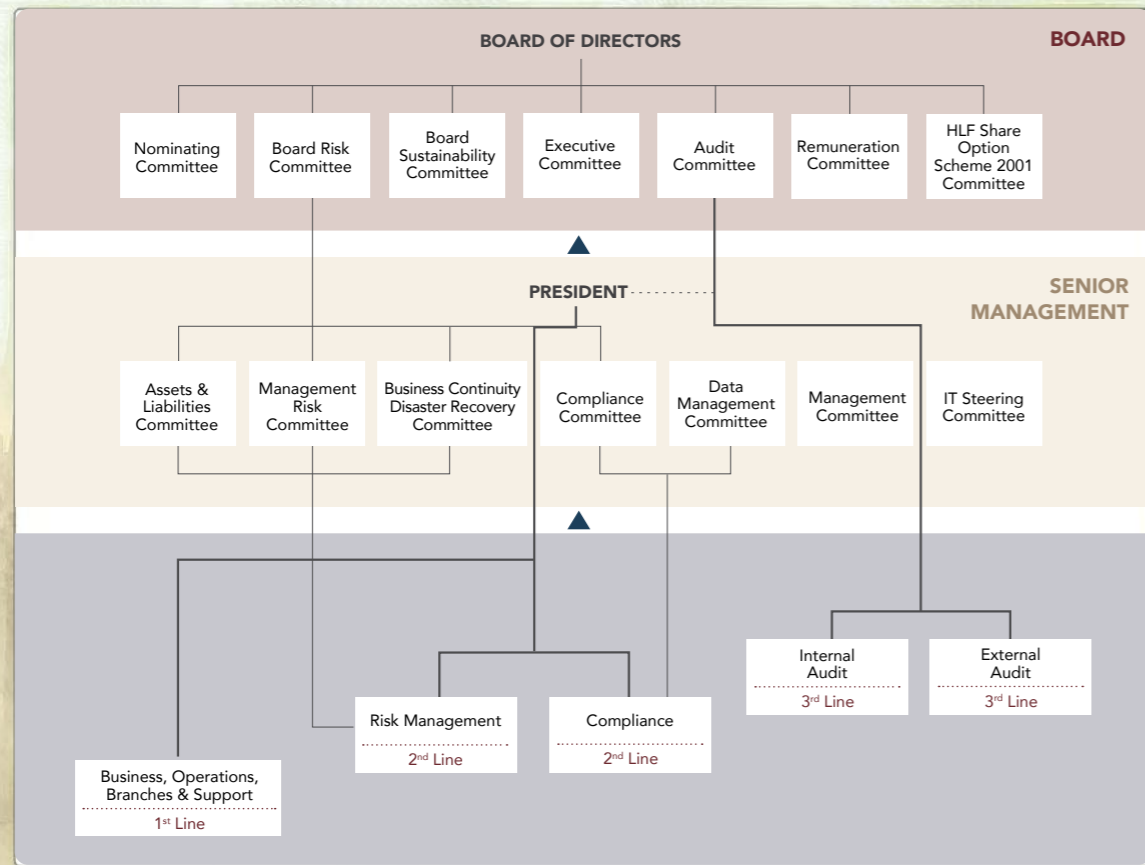 BOARD OF DIRECTORS
BOARD
Nominating
Committee
Board Risk
Committee
Board
Sustainability
Committee
Executive
Committee
Audit
Committee
Remuneration
Committee
HLF Share
Option
Scheme 2001
Committee
PRESIDENT
SENIOR
MANAGEMENT
Assets &
Liabilities
Committee
Management
Risk
Committee
Business Continuity
Disaster Recovery
Committee
Compliance
Committee
Data
Management
Committee
Management
Committee
IT Steering
Committee
Internal
Audit
3rd Line
External
Audit
3rd Line
Risk Management
2nd Line
Compliance
2nd Line
Business, Operations,
Branches & Support
1st Line